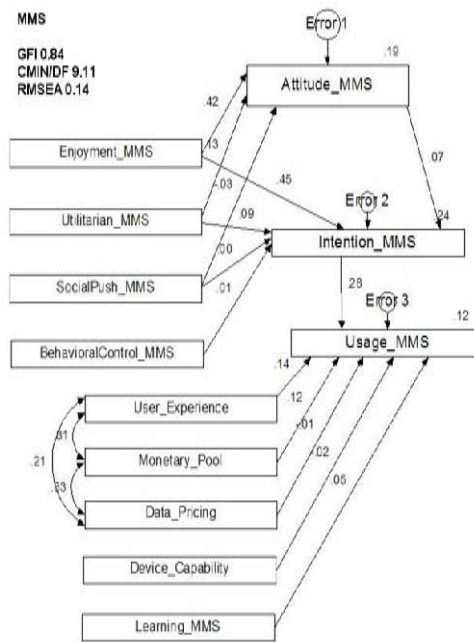 MMS
GFI 0.84
CMIN/DF 9.11
RMSEA 0.14
Error 1
.19
Attitude_MMS
.42
.13
Enjoyment_MMS
-.03
.45
.07
Utilitarian_MMS
.09
Error 2
.24
Intention_MMS
.00
SocialPush_MMS
.01
.28
Error 3
.12
BehavioralControl_MMS
Usage_MMS
.14
User_Experience
.12
-.01
.21
Monetary_Pool
-.02
.05
Data_Pricing
Device_Capability
Learning_MMS